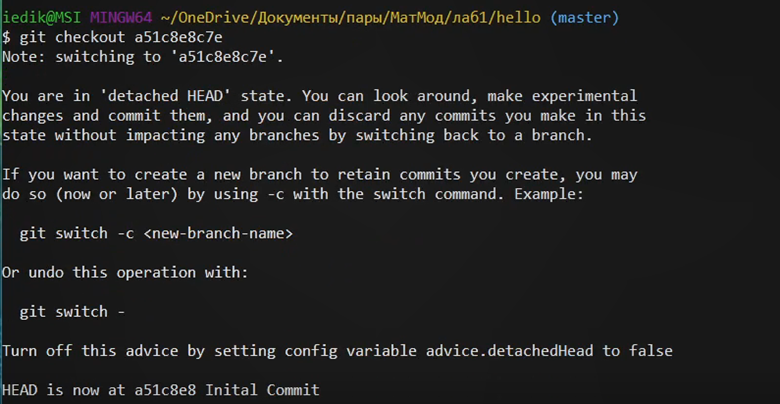 iedik@MSI MINGW64 ~/OneDrive/Документы/пары/МатМод/лаб1/hello (master)
$ git checkout a51c8e8c7e
Note: switching to 'a51c8e8c7e'.
You are in 'detached HEAD' state. You can look around, make experimental
changes and commit them, and you can discard any commits you make in this
state without impacting any branches by switching back to a branch.
If you want to create a new branch to retain commits you create, you may
do so (now or later) by using -c with the switch command. Example:
git switch -c <new-branch-name>
Or undo this operation with:
git switch -
Turn off this advice by setting config variable advice.detachedHead to false
HEAD is now at a51c8e8 Inital Commit